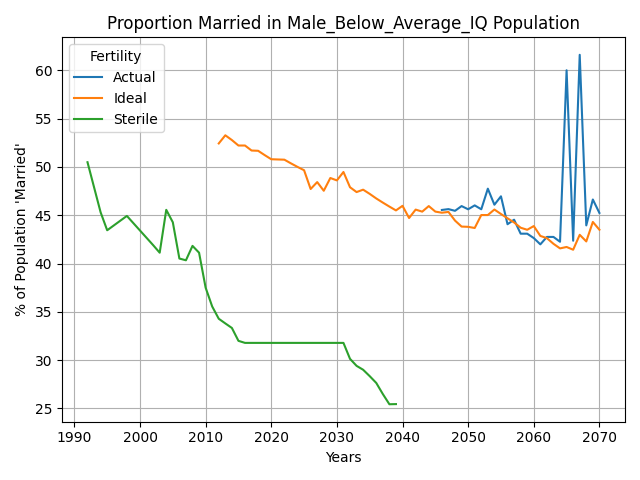 Proportion Married in Male_Below_Average_IQ Population
Fertility
Actual
Ideal
Sterile
% of Population 'Married'
60
55
50
45
40
35
30
25
1990 2000 2010 2020 2030 2040 2050 2060 2070
Years